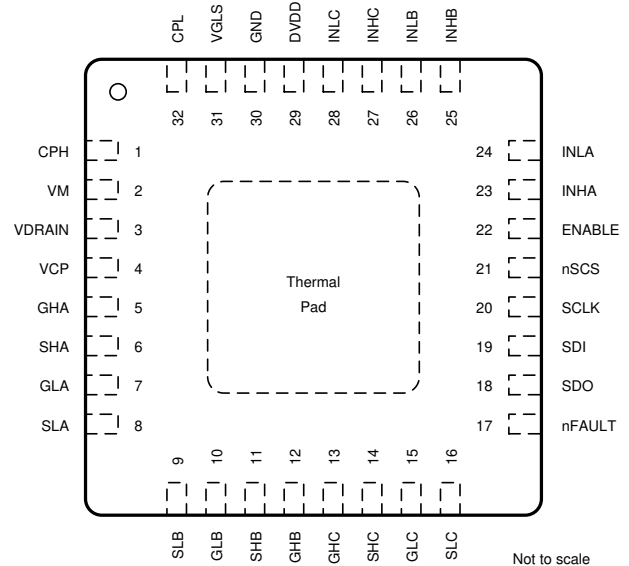 CPL VGLS GND DVDD INLC INHC INLB INHB
32 31 30 29 28 27 26 25
CPH 1 24 INLA
VM 2 23 INHA
VDRAIN 3 22 ENABLE
VCP 4 21 nSCS
GHA 5 20 SCLK
SHA 6 19 SDI
GLA 7 18 SDO
SLA 8 17 nFAULT
Thermal
Pad
9 10 11 12 13 14 15 16
SLB GLB SHB GHB GHC SHC GLC SLC
Not to scale